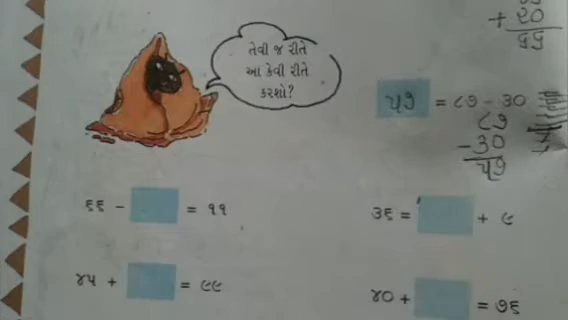 + ૨૦
૬૬
તેવી જ રીતે
આ કેવી રીતે
કરશો?
૫૭ = ૮૭ - ૩૦
૮૭
- ૩૦
૫૭
૬૬ - = ૧૧
૩૬ = + ૯
૪૫ + = ૯૯
૪૦ + = ૭૬